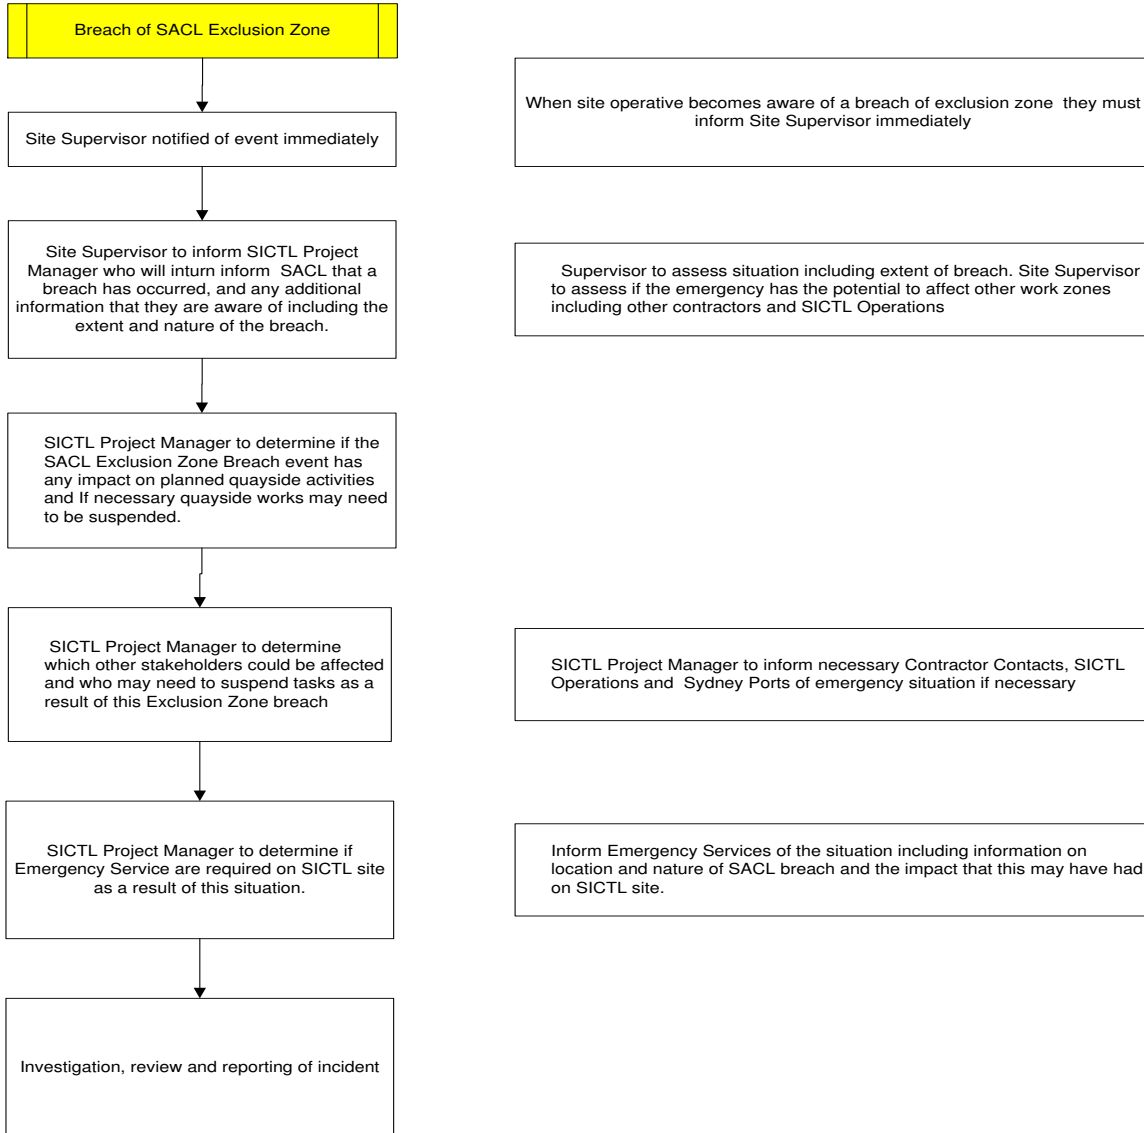 Breach of SACL Exclusion Zone
When site operative becomes aware of a breach of exclusion zone they must
inform Site Supervisor immediately
Site Supervisor notified of event immediately
Site Supervisor to inform SICTL Project
Manager who will inturn inform SACL that a
breach has occurred, and any additional
information that they are aware of including the
extent and nature of the breach.
Supervisor to assess situation including extent of breach. Site Supervisor
to assess if the emergency has the potential to affect other work zones
including other contractors and SICTL Operations
SICTL Project Manager to determine if the
SACL Exclusion Zone Breach event has
any impact on planned quayside activities
and If necessary quayside works may need
to be suspended.
SICTL Project Manager to determine
which other stakeholders could be affected
and who may need to suspend tasks as a
result of this Exclusion Zone breach
SICTL Project Manager to inform necessary Contractor Contacts, SICTL
Operations and Sydney Ports of emergency situation if necessary
SICTL Project Manager to determine if
Emergency Service are required on SICTL site
as a result of this situation.
Inform Emergency Services of the situation including information on
location and nature of SACL breach and the impact that this may have had
on SICTL site.
Investigation, review and reporting of incident